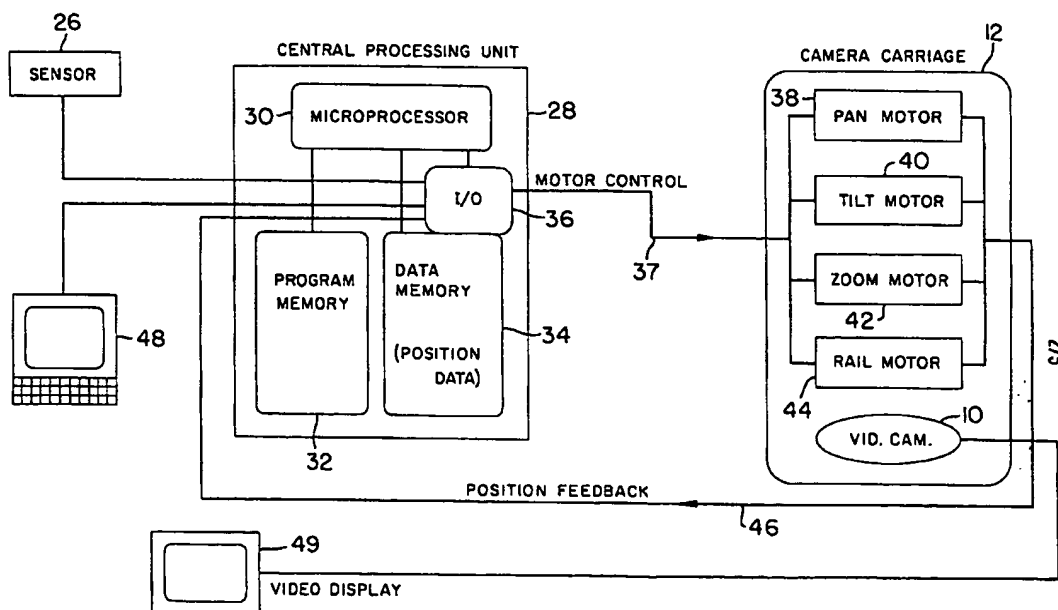 26
SENSOR
CENTRAL PROCESSING UNIT
30
MICROPROCESSOR
28
I/O
MOTOR CONTROL
36
37
PROGRAM
MEMORY
DATA
MEMORY
(POSITION
DATA)
34
32
48
CAMERA CARRIAGE
12
38
PAN MOTOR
40
TILT MOTOR
ZOOM MOTOR
42
RAIL MOTOR
44
10
VID. CAM.
POSITION FEEDBACK
46
49
VIDEO DISPLAY